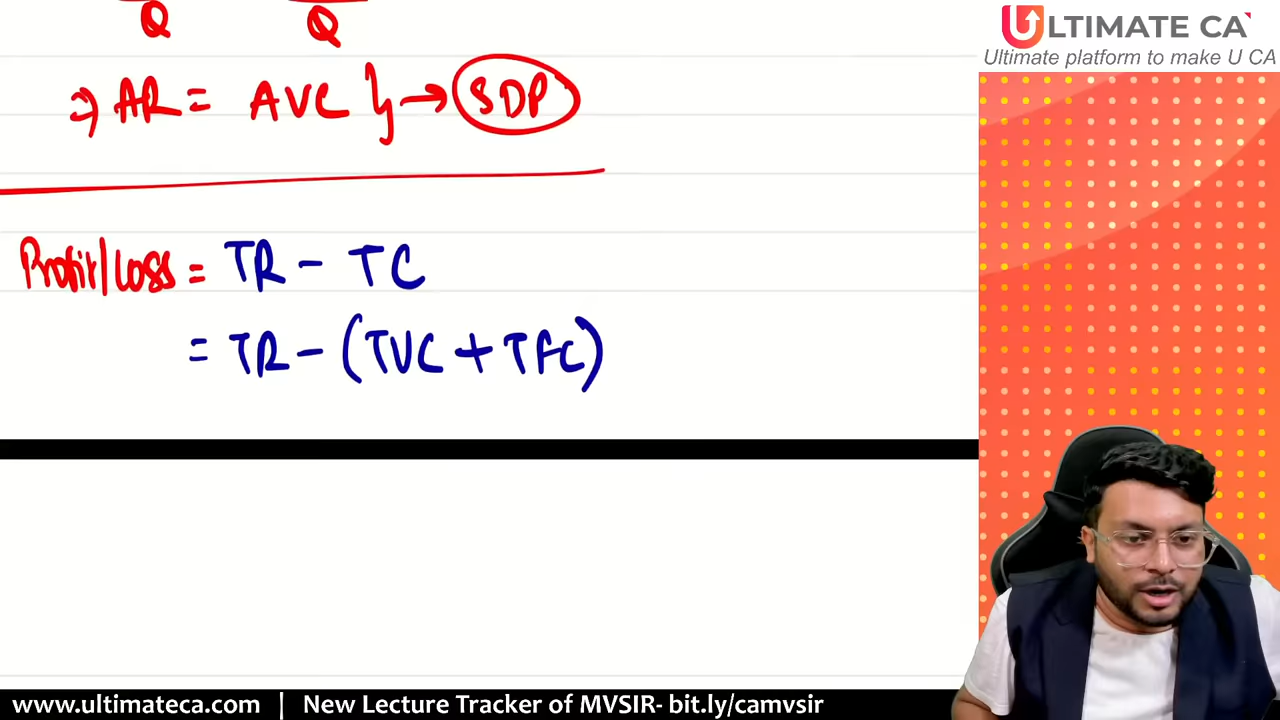 Q Q
⇒ AR = AVC } → SDP
Profit/Loss = TR - TC
= TR - (TVC + TFC)
ULTIMATE CA
Ultimate platform to make U CA
www.ultimateca.com | New Lecture Tracker of MVSIR- bit.ly/camvsir